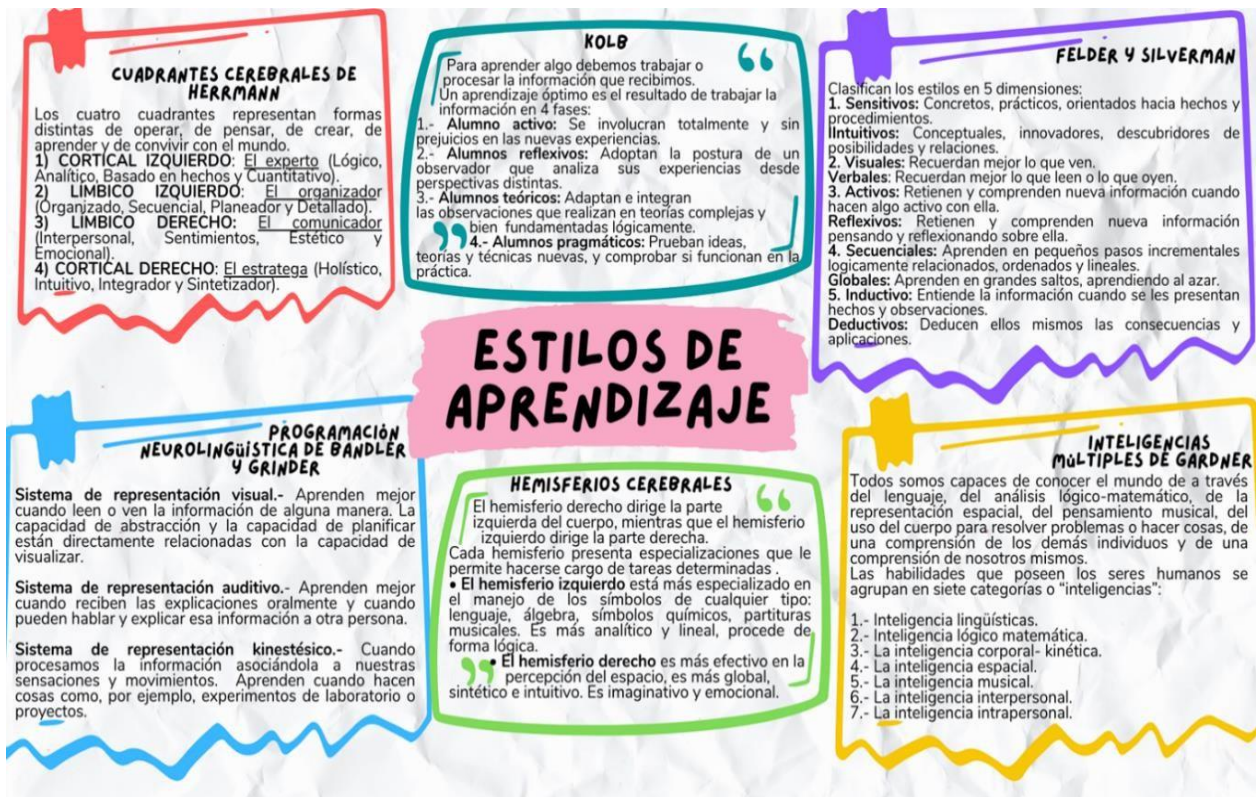 CUADRANTES CEREBRALES DE
HERRMANN
Los cuatro cuadrantes representan formas
distintas de operar, de pensar, de crear, de
aprender y de convivir con el mundo.
1) CORTICAL IZQUIERDO: El experto (Lógico,
Analítico, Basado en hechos y Cuantitativo).
2) LIMBICO IZQUIERDO: El organizador
(Organizado, Secuencial, Planeador y Detallado).
3) LIMBICO DERECHO: El comunicador
(Interpersonal, Sentimientos, Estético y
Emocional).
4) CORTICAL DERECHO: El estratega (Holístico,
Intuitivo, Integrador y Sintetizador).
KOLB
Para aprender algo debemos trabajar o
procesar la información que recibimos.
Un aprendizaje óptimo es el resultado de trabajar la
información en 4 fases:
1.- Alumno activo: Se involucran totalmente y sin
prejuicios en las nuevas experiencias.
2.- Alumnos reflexivos: Adoptan la postura de un
observador que analiza sus experiencias desde
perspectivas distintas.
3.- Alumnos teóricos: Adaptan e integran
las observaciones que realizan en teorías complejas y
bien fundamentadas lógicamente.
4.- Alumnos pragmáticos: Prueban ideas,
teorías y técnicas nuevas, y comprobar si funcionan en la
práctica.
FELDER Y SILVERMAN
Clasifican los estilos en 5 dimensiones:
1. Sensitivos: Concretos, prácticos, orientados hacia hechos y
procedimientos.
IIntuitivos: Conceptuales, innovadores, descubridores de
posibilidades y relaciones.
2. Visuales: Recuerdan mejor lo que ven.
Verbales: Recuerdan mejor lo que leen o lo que oyen.
3. Activos: Retienen y comprenden nueva información cuando
hacen algo activo con ella.
Reflexivos: Retienen y comprenden nueva información
pensando y reflexionando sobre ella.
4. Secuenciales: Aprenden en pequeños pasos incrementales
logicamente relacionados, ordenados y lineales.
Globales: Aprenden en grandes saltos, aprendiendo al azar.
5. Inductivo: Entiende la información cuando se les presentan
hechos y observaciones.
Deductivos: Deducen ellos mismos las consecuencias y
aplicaciones.
ESTILOS DE
APRENDIZAJE
PROGRAMACIÓN
NEUROLINGÜÍSTICA DE BANDLER
Y GRINDER
Sistema de representación visual.- Aprenden mejor
cuando leen o ven la información de alguna manera. La
capacidad de abstracción y la capacidad de planificar
están directamente relacionadas con la capacidad de
visualizar.
Sistema de representación auditivo.- Aprenden mejor
cuando reciben las explicaciones oralmente y cuando
pueden hablar y explicar esa información a otra persona.
Sistema de representación kinestésico.- Cuando
procesamos la información asociándola a nuestras
sensaciones y movimientos. Aprenden cuando hacen
cosas como, por ejemplo, experimentos de laboratorio o
proyectos.
HEMISFERIOS CEREBRALES
El hemisferio derecho dirige la parte
izquierda del cuerpo, mientras que el hemisferio
izquierdo dirige la parte derecha.
Cada hemisferio presenta especializaciones que le
permite hacerse cargo de tareas determinadas .
• El hemisferio izquierdo está más especializado en
el manejo de los símbolos de cualquier tipo:
lenguaje, álgebra, símbolos químicos, partituras
musicales. Es más analítico y lineal, procede de
forma lógica.
• El hemisferio derecho es más efectivo en la
percepción del espacio, es más global,
sintético e intuitivo. Es imaginativo y emocional.
INTELIGENCIAS
MÚLTIPLES DE GARDNER
Todos somos capaces de conocer el mundo de a través
del lenguaje, del análisis lógico-matemático, de la
representación espacial, del pensamiento musical, del
uso del cuerpo para resolver problemas o hacer cosas, de
una comprensión de los demás individuos y de una
comprensión de nosotros mismos.
Las habilidades que poseen los seres humanos se
agrupan en siete categorías o “inteligencias”:
1.- Inteligencia lingüísticas.
2.- Inteligencia lógico matemática.
3.- La inteligencia corporal- kinética.
4.- La inteligencia espacial.
5.- La inteligencia musical.
6.- La inteligencia interpersonal.
7.- La inteligencia intrapersonal.